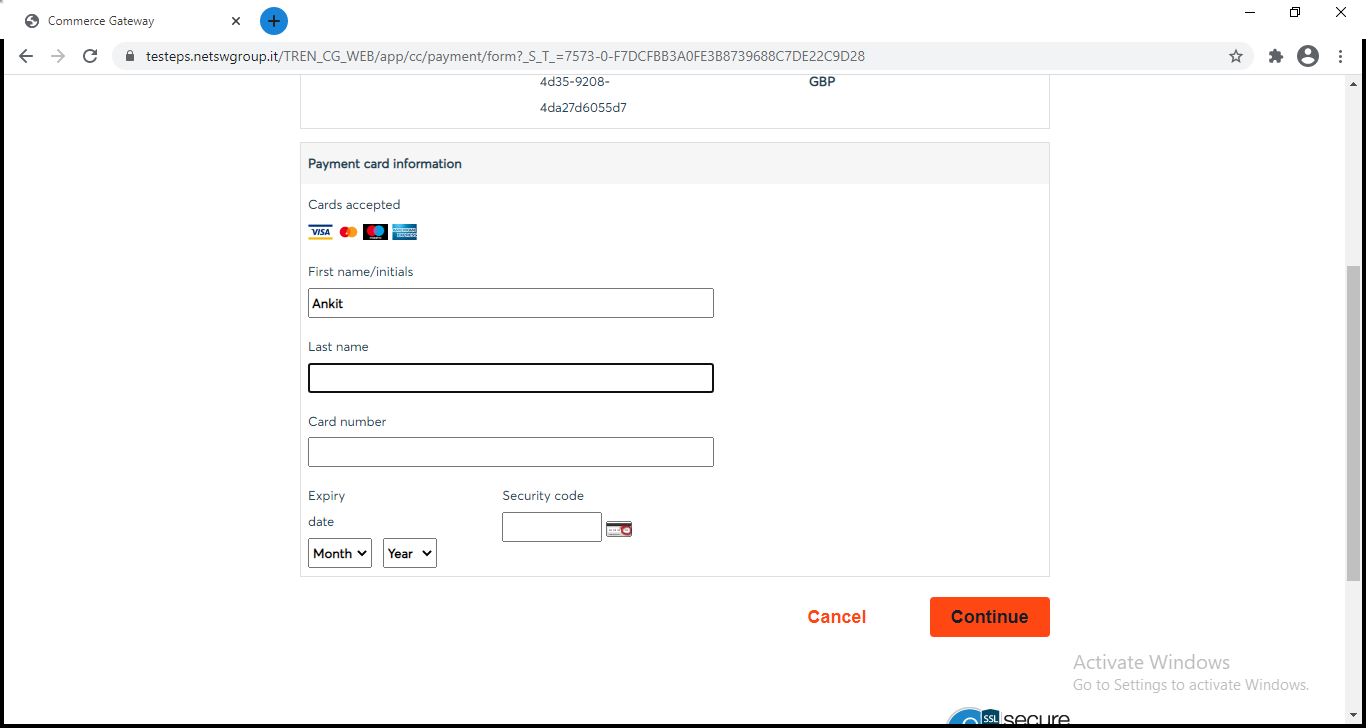 Commerce Gateway
testeps.netswgroup.it/TREN_CG_WEB/app/cc/payment/form?_S_T_=7573-0-F7DCFBB3A0FE3B8739688C7DE22C9D28
4d35-9208- GBP
4da27d6055d7
Payment card information
Cards accepted
VISA
First name/initials
Ankit
Last name
Card number
Expiry Security code
date
Month Year
Cancel Continue
Activate Windows
Go to Settings to activate Windows.
SSL secure